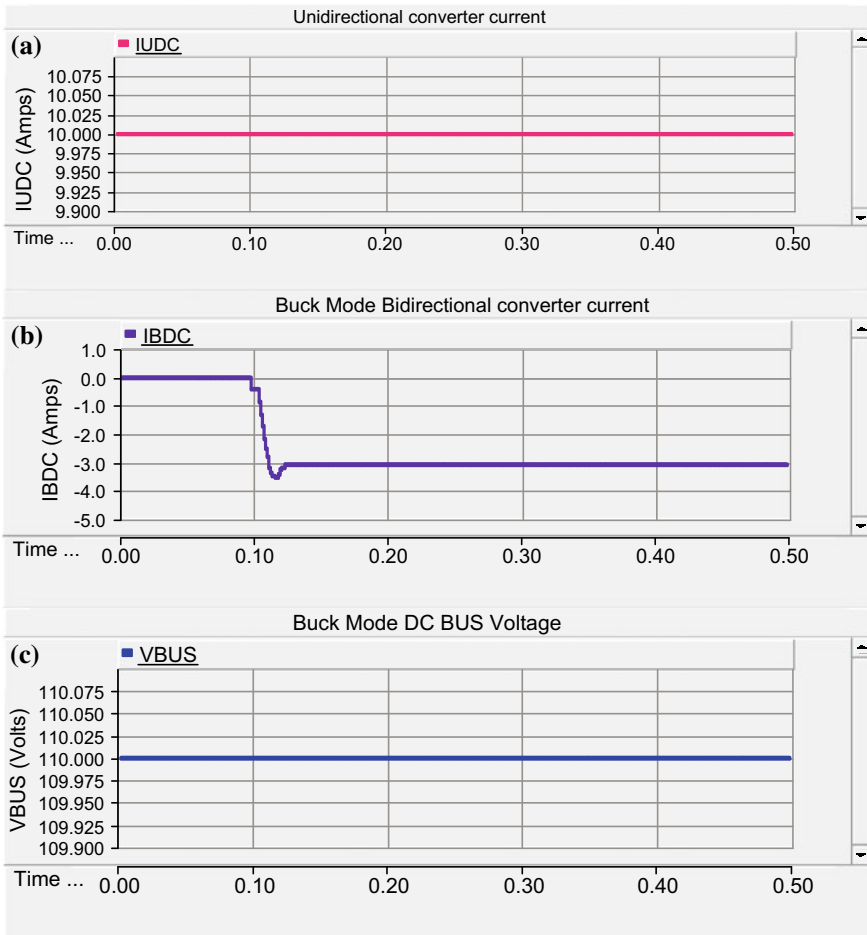 Unidirectional converter current
(a)
IUDC
IUDC (Amps)
10.075
10.050
10.025
10.000
9.975
9.950
9.925
9.900
Time ... 0.00 0.10 0.20 0.30 0.40 0.50
Buck Mode Bidirectional converter current
(b)
IBDC
IBDC (Amps)
1.0
0.0
-1.0
-2.0
-3.0
-4.0
-5.0
Time ... 0.00 0.10 0.20 0.30 0.40 0.50
Buck Mode DC BUS Voltage
(c)
VBUS
VBUS (Volts)
110.075
110.050
110.025
110.000
109.975
109.950
109.925
109.900
Time ... 0.00 0.10 0.20 0.30 0.40 0.50